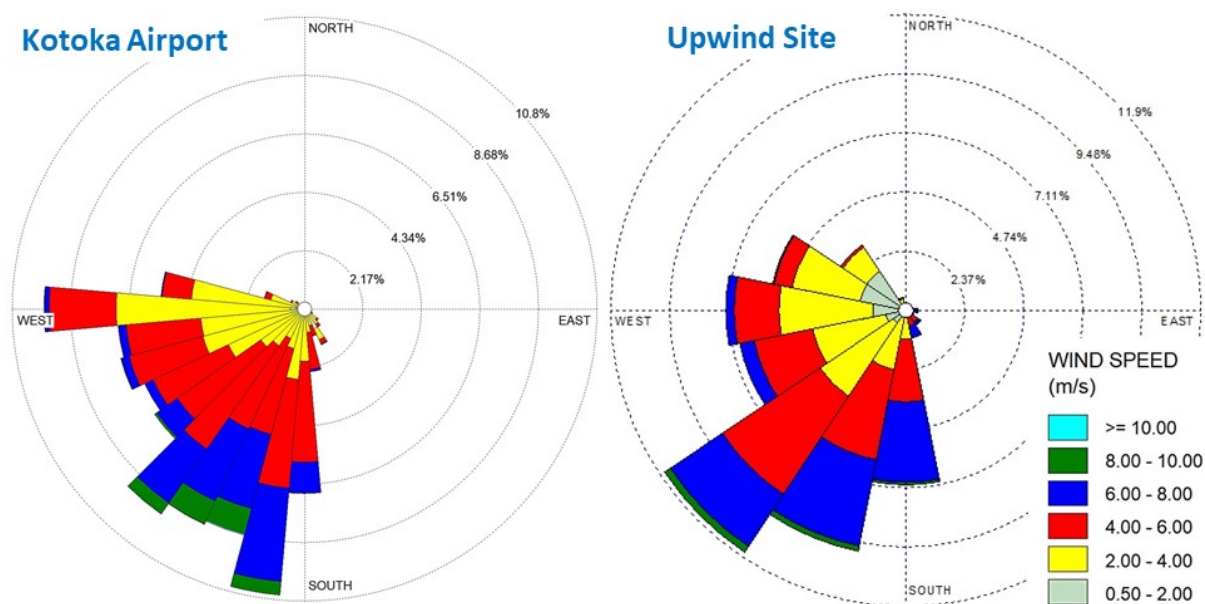 Kotoka Airport
NORTH
10.8%
8.68%
6.51%
4.34%
2.17%
WEST
EAST
SOUTH
Upwind Site
NORTH
11.9%
9.48%
7.11%
4.74%
2.37%
WEST
EAST
SOUTH
WIND SPEED
(m/s)
>= 10.00
8.00 - 10.00
6.00 - 8.00
4.00 - 6.00
2.00 - 4.00
0.50 - 2.00